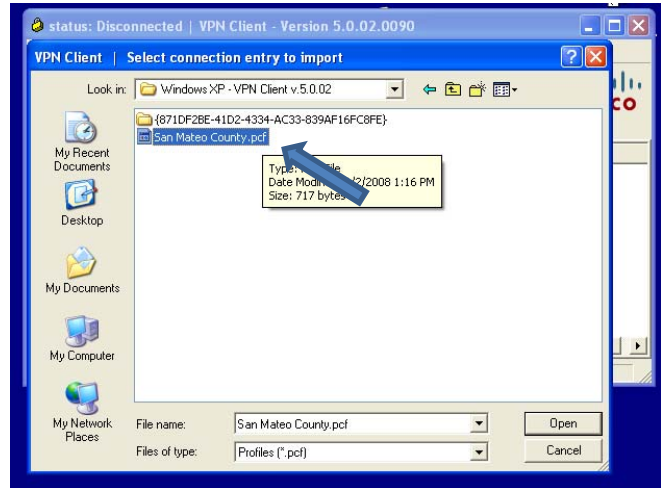 status: Disconnected | VPN Client - Version 5.0.02.0090
VPN Client | Select connection entry to import
Look in:
Windows XP - VPN Client v.5.0.02
CO
{871DF2BE-41D2-4334-AC33-839AF16FC8FE}
San Mateo County.pcf
Type:
Date Modi /2/2008 1:16 PM
Size: 717 bytes
My Recent
Documents
Desktop
My Documents
My Computer
My Network
Places
File name:
San Mateo County.pcf
Open
Files of type:
Profiles (*.pcf)
Cancel